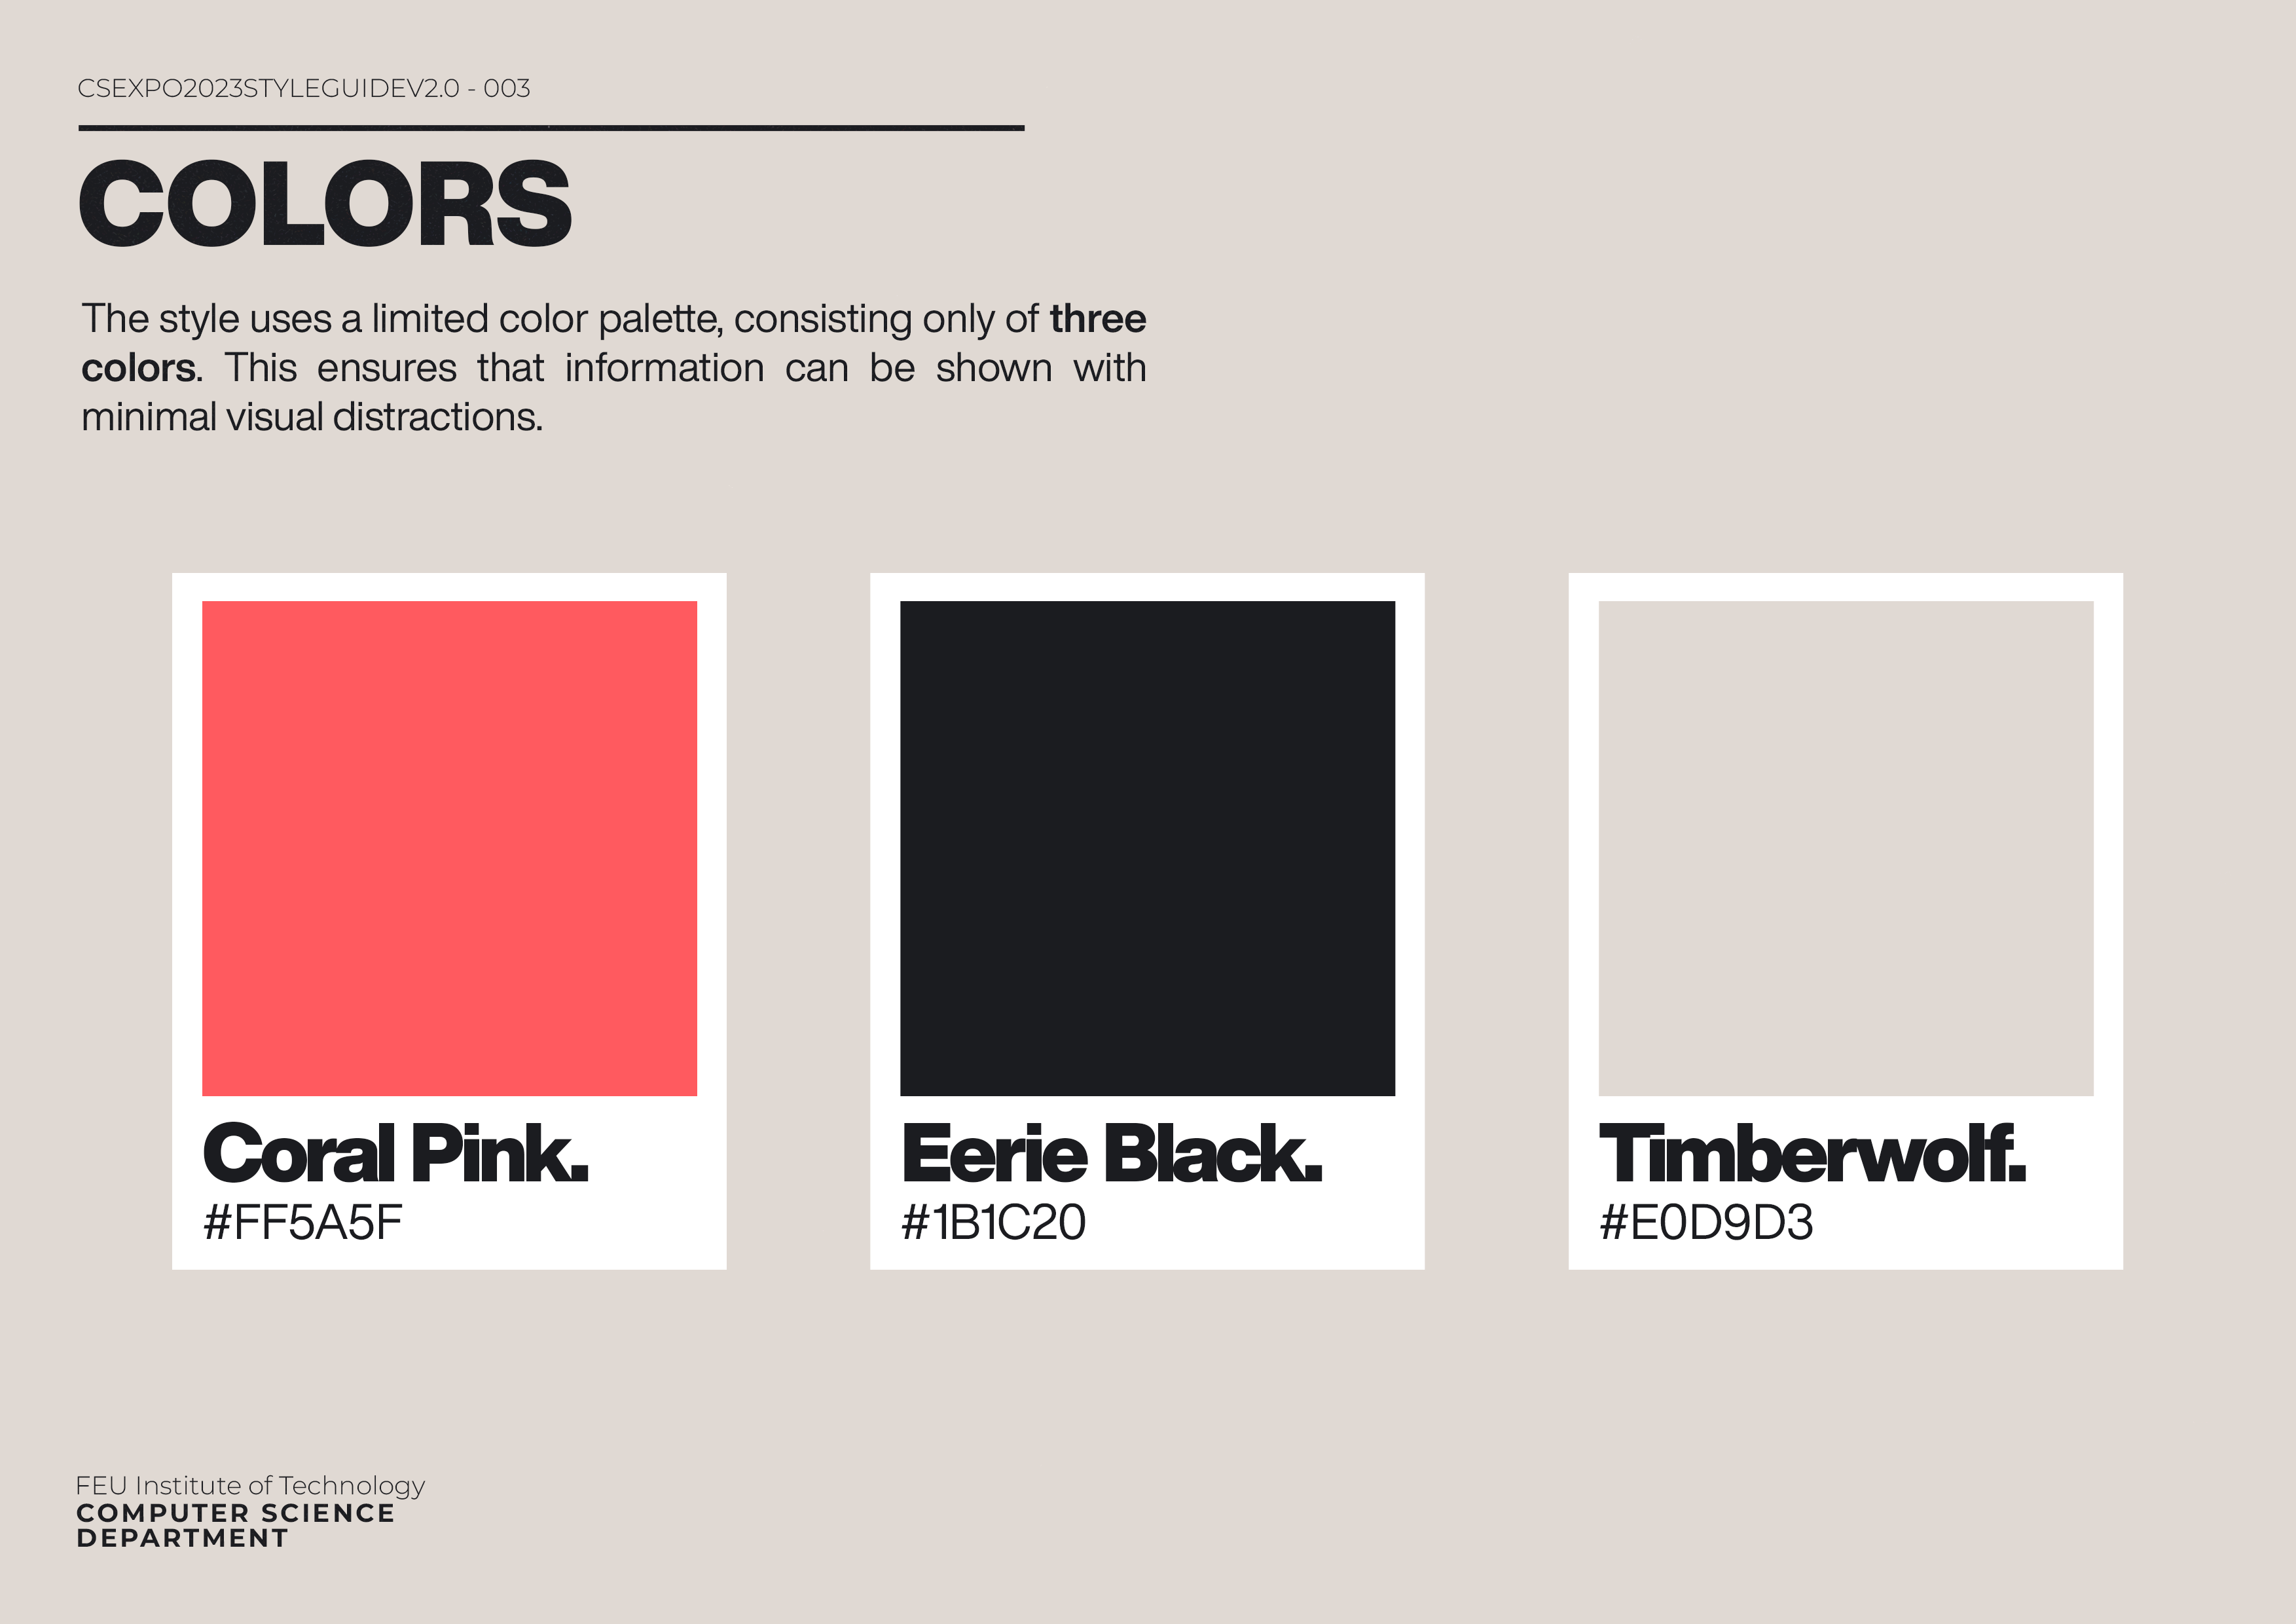 CSEXPO2023STYLEGUIDEV2.0 - 003
COLORS
The style uses a limited color palette, consisting only of three
colors. This ensures that information can be shown with
minimal visual distractions.
Coral Pink.
#FF5A5F
Eerie Black.
#1B1C20
Timberwolf.
#E0D9D3
FEU Institute of Technology
COMPUTER SCIENCE
DEPARTMENT